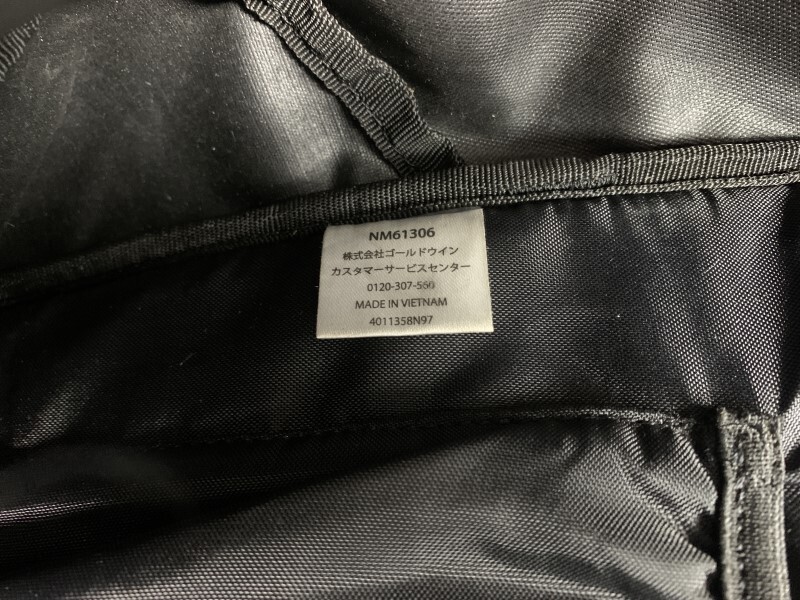 NM61306
株式会社ゴールドウイン
カスタマーサービスセンター
0120-307-560
MADE IN VIETNAM
4011358N97